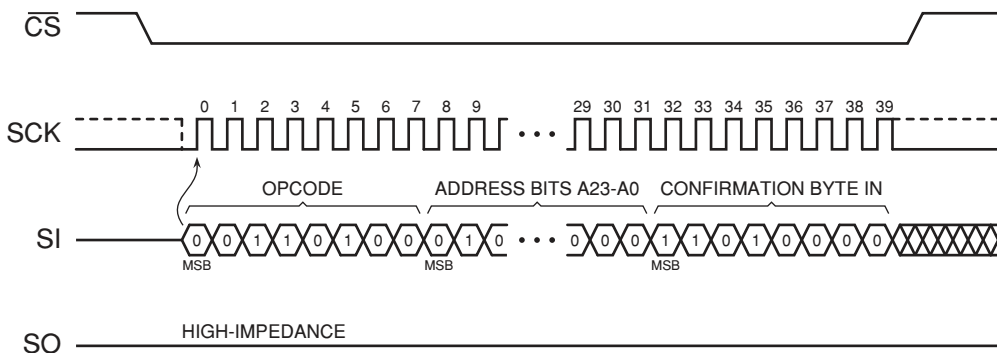 CS
0 1 2 3 4 5 6 7 8 9 29 30 31 32 33 34 35 36 37 38 39
SCK
OPCODE ADDRESS BITS A23-A0 CONFIRMATION BYTE IN
SI 0 0 1 1 0 1 0 0 0 1 0 0 0 0 1 1 0 1 0 0 0 0
MSB MSB MSB
HIGH-IMPEDANCE
SO